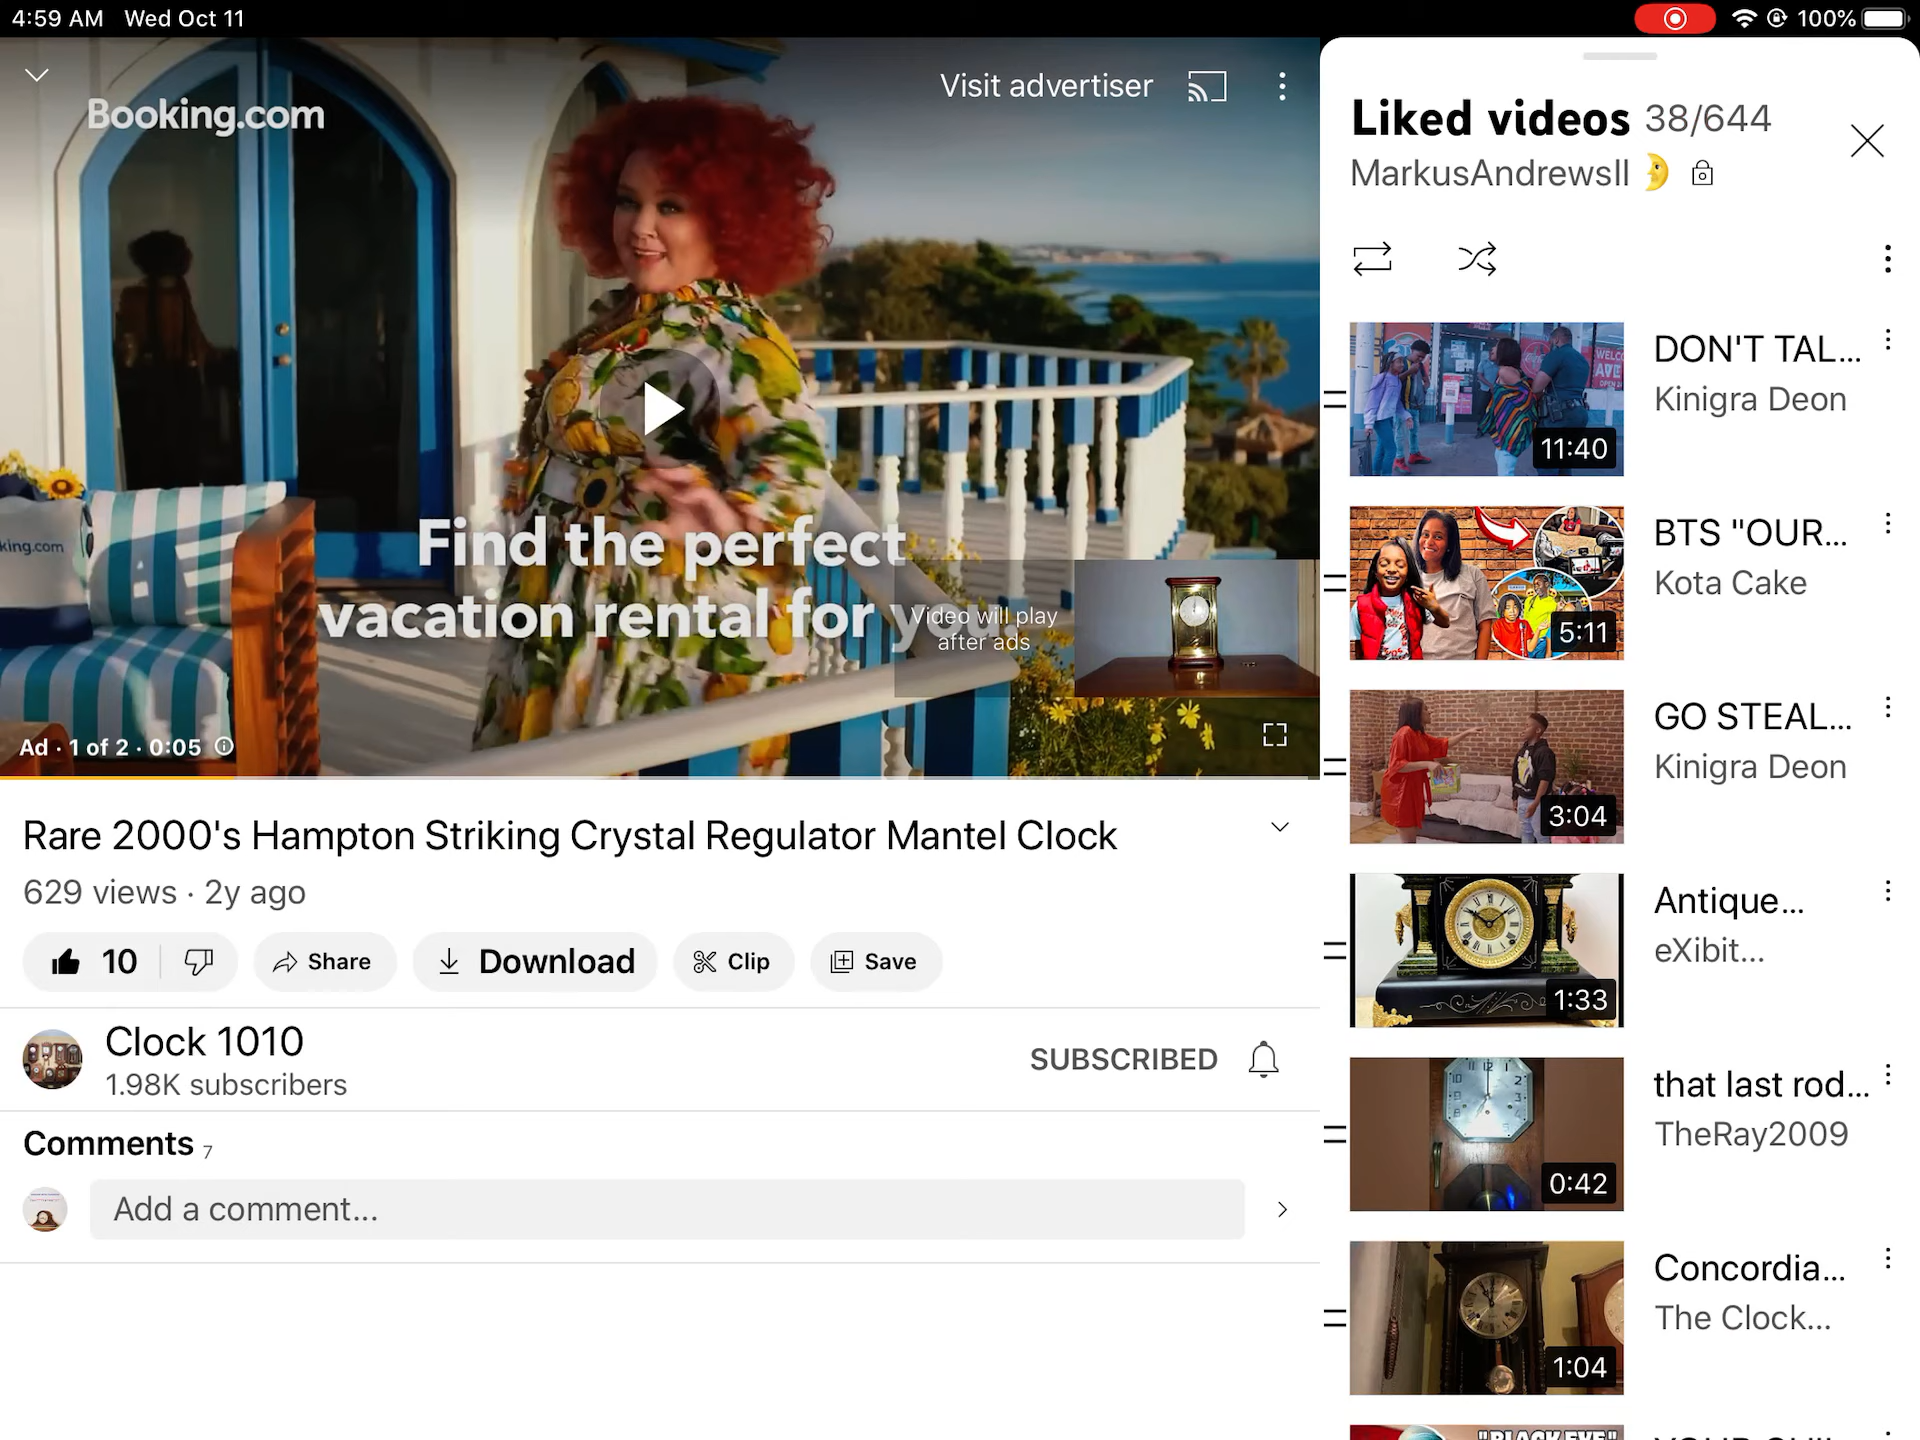 4:59 AM Wed Oct 11
100%
Visit advertiser
Booking.com
king.com
Find the perfect
vacation rental for
Video will play
after ads
Ad · 1 of 2 · 0:05
Rare 2000's Hampton Striking Crystal Regulator Mantel Clock
629 views · 2y ago
10
Share
Download
Clip
Save
Clock 1010
1.98K subscribers
SUBSCRIBED
Comments 7
Add a comment...
Liked videos 38/644
MarkusAndrewsII
DON'T TAL...
Kinigra Deon
11:40
BTS "OUR...
Kota Cake
5:11
GO STEAL...
Kinigra Deon
3:04
Antique...
eXibit...
1:33
that last rod...
TheRay2009
0:42
Concordia...
The Clock...
1:04